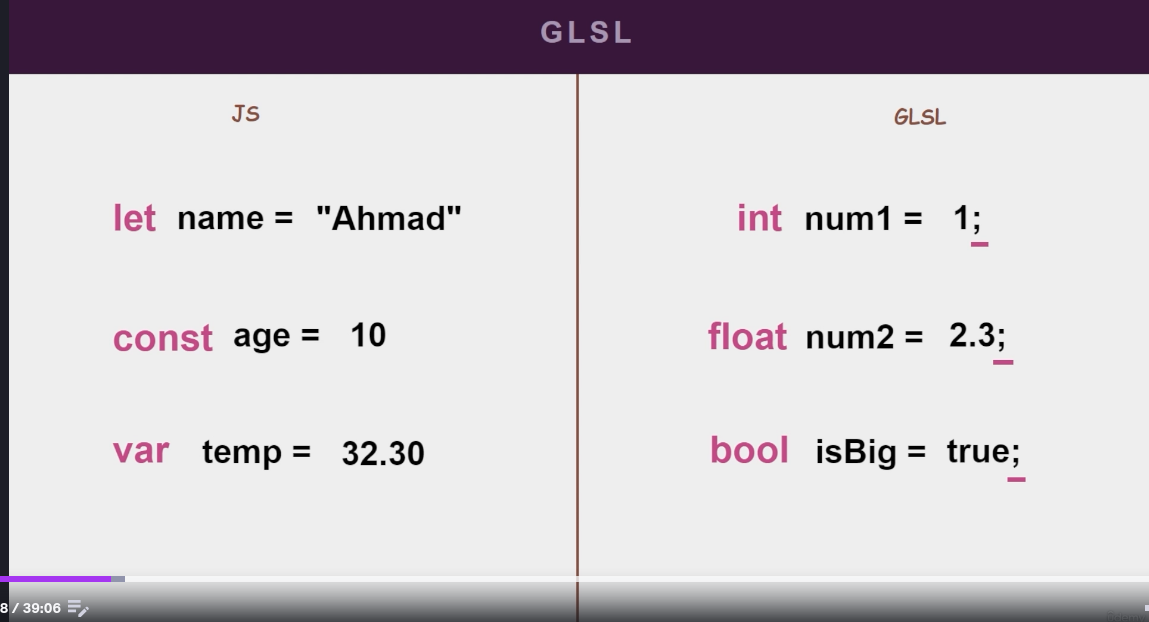 GLSL
JS
let name = "Ahmad"
const age = 10
var temp = 32.30
GLSL
int num1 = 1;
float num2 = 2.3;
bool isBig = true;
8 / 39:06